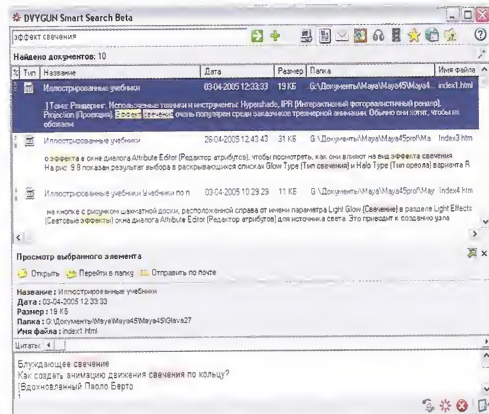 DVYGUN Smart Search Beta
эффект свечения
Найдено документов: 10
% Тип Название Дата Размер Папка Имя файла
Иллюстрированные учебники 03-04-2005 12:33:33 19 КБ G:\Документы\Maya\Maya45\Maya4... index1.html
] Тема: Рендеринг. Используемые техники и инструменты: Hypershade, IPR (Интерактивный фотореалистичный рендер),
Projection (Проекция). Эффект свечения очень популярен среди аниматоров трехмерной анимации. Обычно они хотят, чтобы их
обожаем
Иллюстрированные учебники 26-04-2005 12:43:43 31 КБ G:\Документы\Maya\Maya45prof\Ma Index3.htm
о эффекта в окне диалога Attribute Editor (Редактор атрибутов), чтобы посмотреть, как они влияют на вид эффекта свечения
На рис. 9.8 показан результат выбора в раскрывающихся списках Glow Type (Тип свечения) и Halo Type (Тип ореола) варианта R
Иллюстрированные учебники Учебники по п 03-04-2005 10:29:29 11 КБ G:\Документы\Maya\Maya45prof\May Index4.htm
на кнопке с рисунком шахматной доски, расположенной справа от имени параметра Light Glow (Свечение) в разделе Light Effects
(Световые эффекты) окна диалога Attribute Editor (Редактор атрибутов) для источника света. Это приводит к созданию узла
Просмотр выбранного элемента
Открыть Перейти в папку Отправить по почте
Название : Иллюстрированные учебники
Дата : 03-04-2005 12:33:33
Размер : 19 КБ
Папка : G:\Документы\Maya\Maya45\Maya45\Glava27
Имя файла : index1.html
Цитаты:
Блуждающее свечение
Как создать анимацию движения свечения по кольцу?
[Вдохновленный Паоло Берто